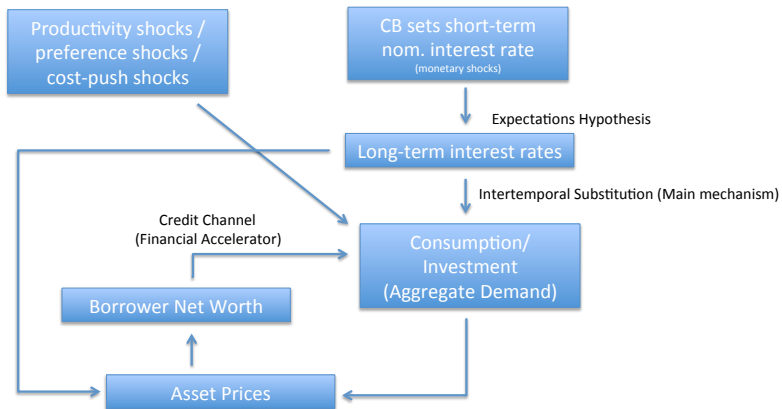 Productivity shocks /
preference shocks /
cost-push shocks
CB sets short-term
nom. interest rate
(monetary shocks)
Expectations Hypothesis
Long-term interest rates
Intertemporal Substitution (Main mechanism)
Credit Channel
(Financial Accelerator)
Consumption/
Investment
(Aggregate Demand)
Borrower Net Worth
Asset Prices